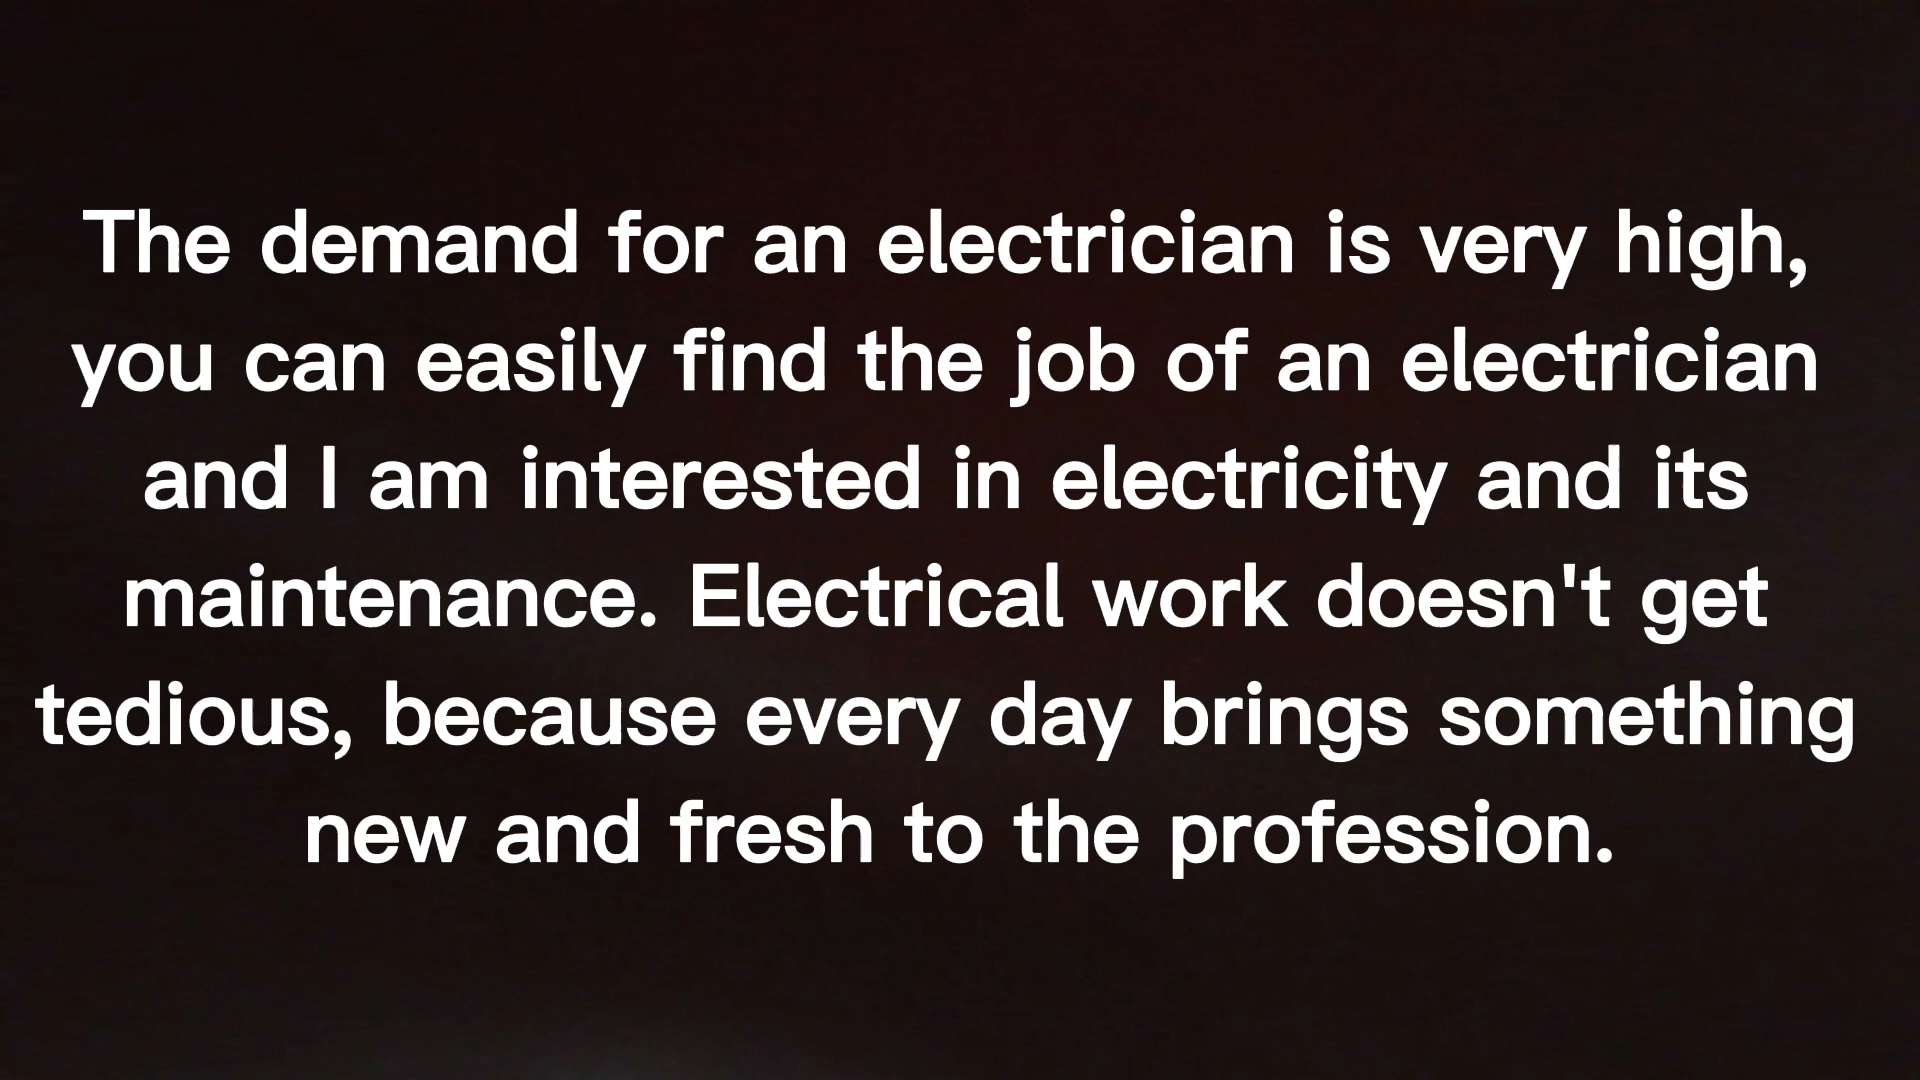 The demand for an electrician is very high,
you can easily find the job of an electrician
and I am interested in electricity and its
maintenance. Electrical work doesn't get
tedious, because every day brings something
new and fresh to the profession.